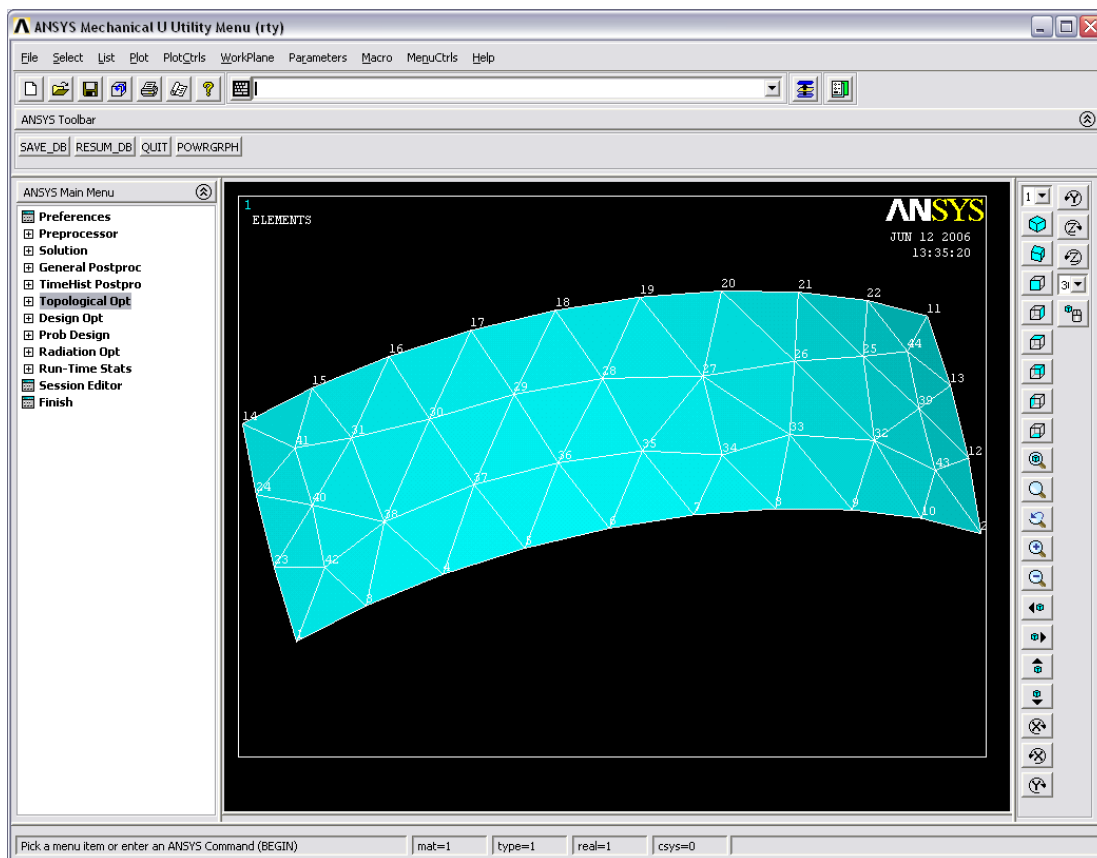 ANSYS Mechanical U Utility Menu (rty)
File Select List Plot PlotCtrls WorkPlane Parameters Macro MenuCtrls Help
ANSYS Toolbar
SAVE_DB RESUM_DB QUIT POWRGRPH
ANSYS Main Menu
Preferences
Preprocessor
Solution
General Postproc
TimeHist Postpro
Topological Opt
Design Opt
Prob Design
Radiation Opt
Run-Time Stats
Session Editor
Finish
1
ELEMENTS
ANSYS
JUN 12 2006
13:35:20
20 21
19 22
18 11
17
16 44
26 25
15 28 27 13
29 39
14 30
41 31 33 32 12
36 35 34 43
24 40 37
38 7 8 9 10 2
6
23 42 5
4
3
1
1
Y
Z
Z
3
X
X
Y
Pick a menu item or enter an ANSYS Command (BEGIN) mat=1 type=1 real=1 csys=0